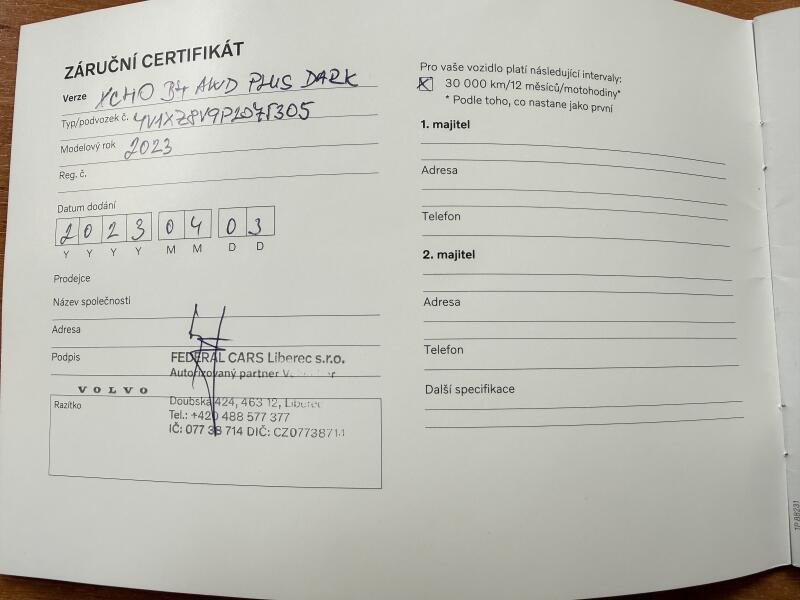 ZÁRUČNÍ CERTIFIKÁT
Verze XC40 B4 AWD PLUS DARK
Typ/podvozek č.
Modelový rok 2023
Reg. č.
Datum dodání
2 0 2 3 0 4 0 3
Y Y Y Y M M D D
Prodejce
Název společnosti
Adresa
Podpis
FEDERAL CARS Liberec s.r.o.
Autorizovaný partner
VOLVO
Razítko
Doubská 424, 463 12, Liberec
Tel.: +420 488 577 377
IČ: 077 38 714 DIČ: CZ07738714
Pro vaše vozidlo platí následující intervaly:
x 30 000 km/12 měsíců/motohodiny*
* Podle toho, co nastane jako první
1. majitel
Adresa
Telefon
2. majitel
Adresa
Telefon
Další specifikace
TP 88231